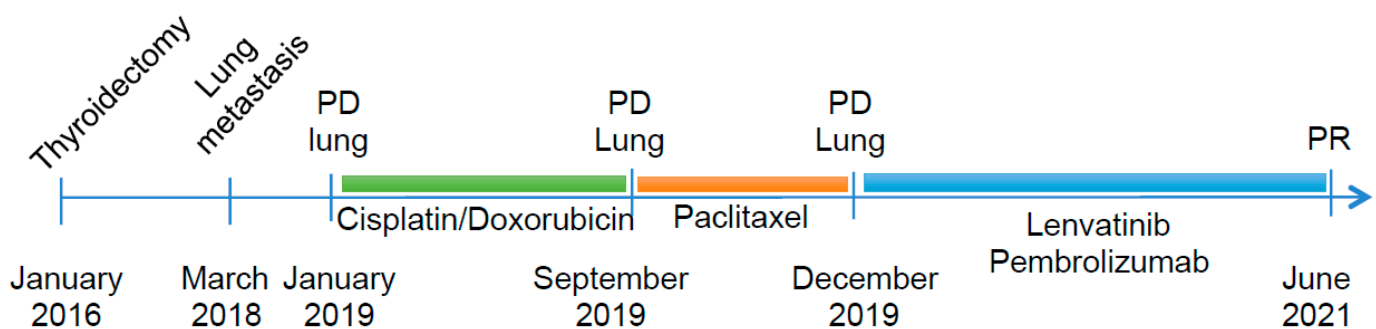 Thyroidectomy
Lung
metastasis
PD
lung
PD
Lung
PD
Lung
PR
Cisplatin/Doxorubicin
Paclitaxel
Lenvatinib
Pembrolizumab
January
2016
March
2018
January
2019
September
2019
December
2019
June
2021